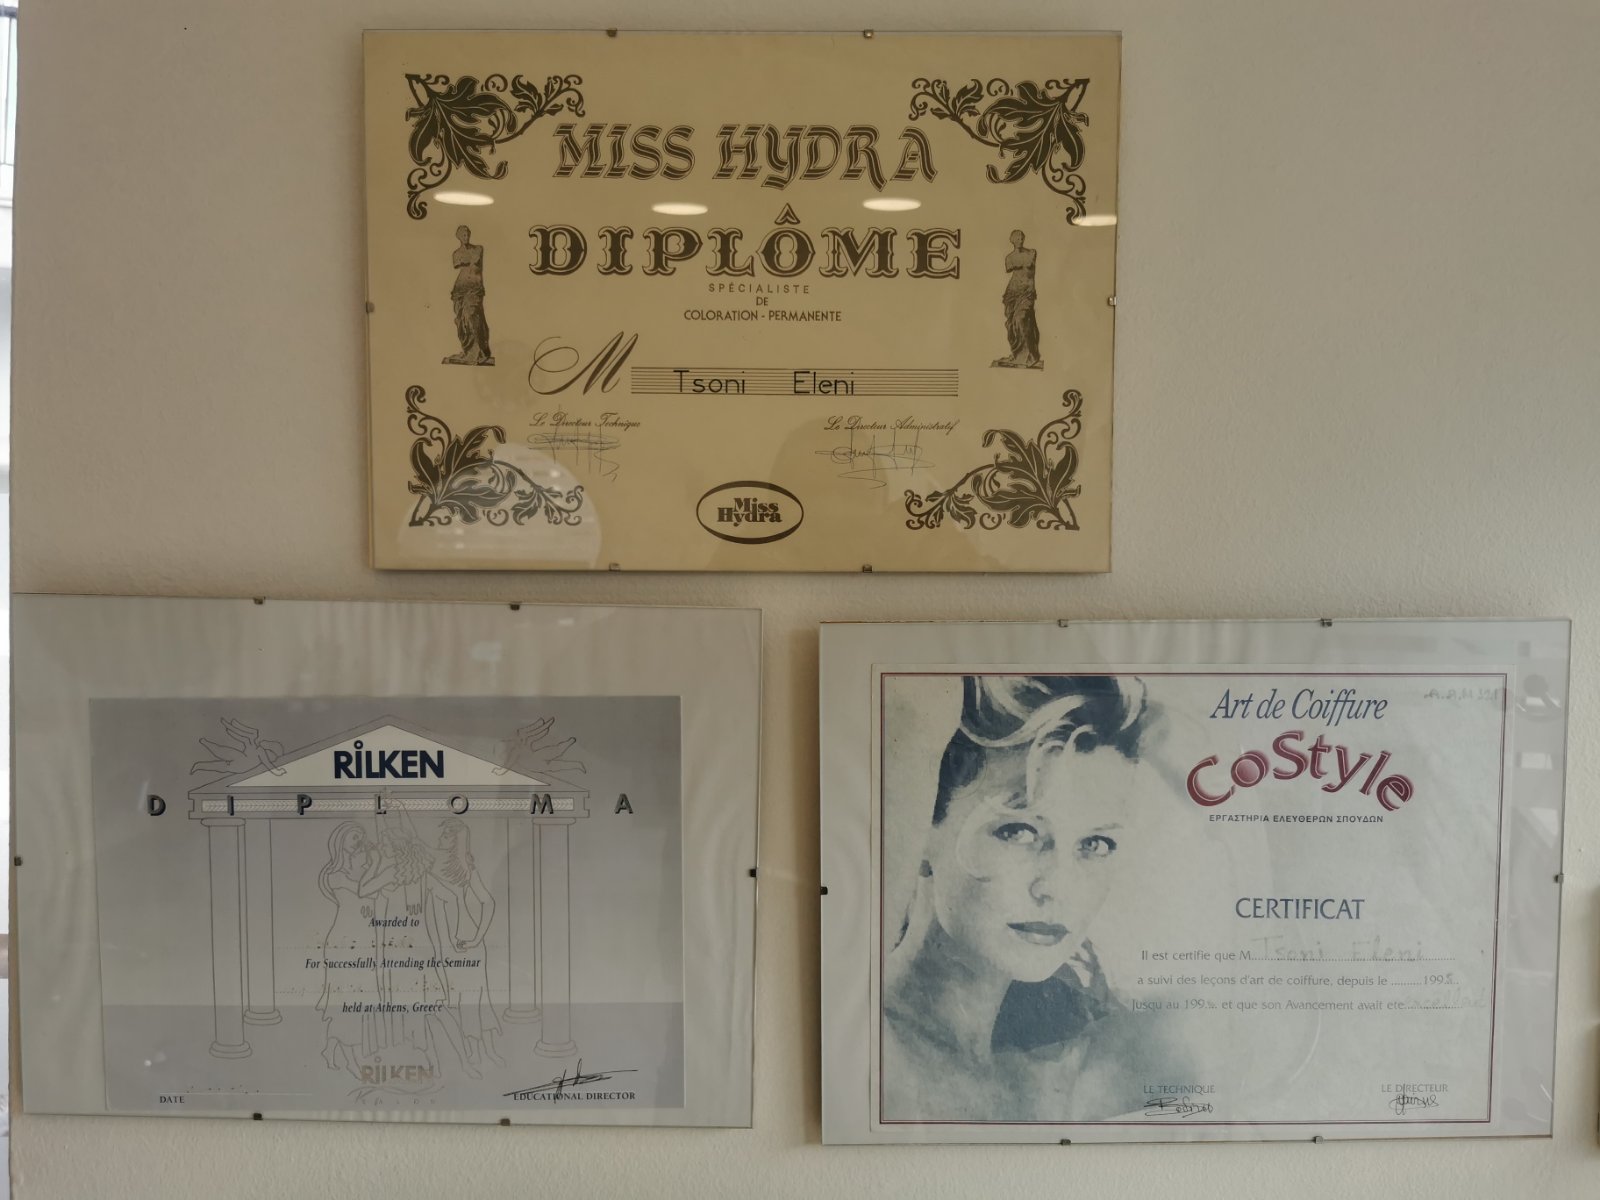 MISS HYDRA
DIPLÔME
SPÉCIALISTE
DE
COLORATION - PERMANENTE
M Tsoni Eleni
Le Directeur Technique
Le Directeur Administratif
Miss
Hydra
RILKEN
DIPLOMA
Awarded to
For Successfully Attending the Seminar
held at Athens, Greece
RILKEN
DATE
EDUCATIONAL DIRECTOR
Art de Coiffure
CoStyle
ΕΡΓΑΣΤΗΡΙΑ ΕΛΕΥΘΕΡΩΝ ΣΠΟΥΔΩΝ
CERTIFICAT
Il est certifie que M Tsoni Eleni
a suivi des leçons d'art de coiffure, depuis le ......... 199
Jusqu au 199 et que son Avancement avait ete
LE TECHNIQUE
LE DIRECTEUR